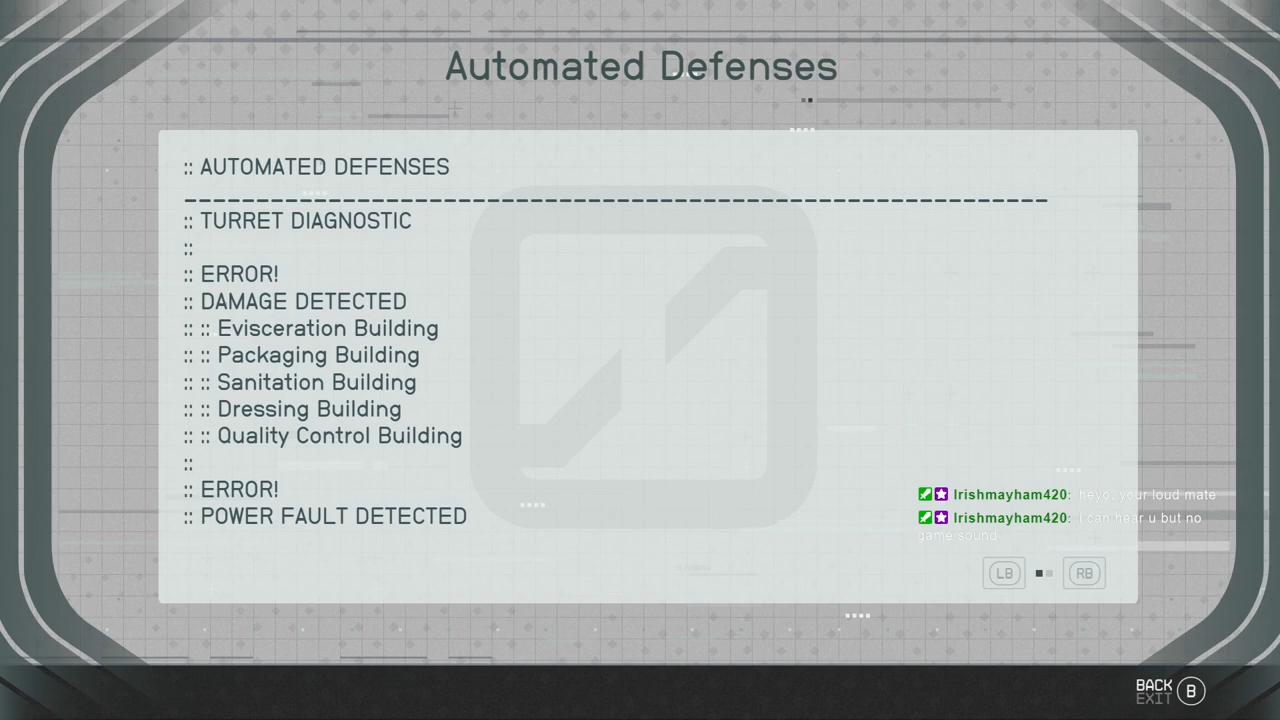 Automated Defenses
:: AUTOMATED DEFENSES
:: TURRET DIAGNOSTIC
::
:: ERROR!
:: DAMAGE DETECTED
:: :: Evisceration Building
:: :: Packaging Building
:: :: Sanitation Building
:: :: Dressing Building
:: :: Quality Control Building
::
:: ERROR!
:: POWER FAULT DETECTED
Irishmayham420: heyo, your loud mate
Irishmayham420: i can hear u but no
game sound
LB RB
BACK
EXIT B